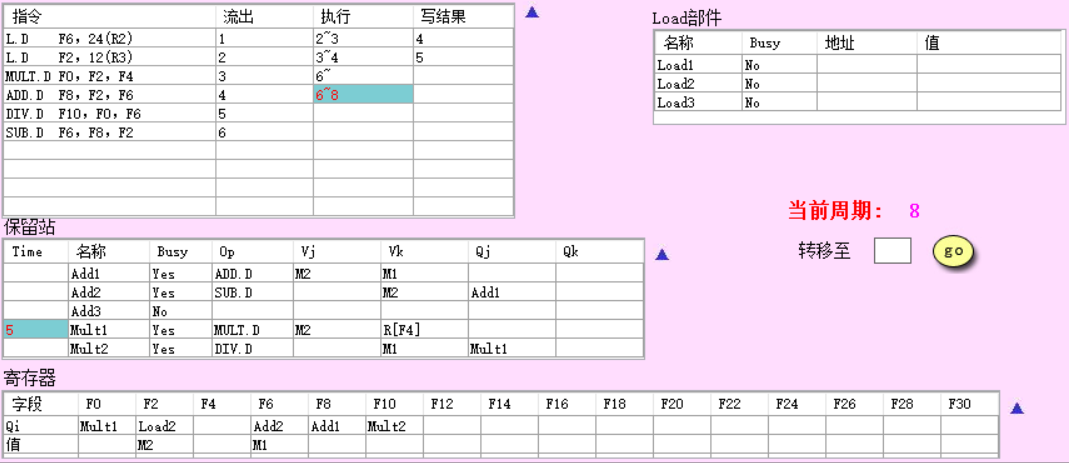 指令 流出 执行 写结果
L.D F6, 24(R2) 1 2~3 4
L.D F2, 12(R3) 2 3~4 5
MULT.D F0, F2, F4 3 6~
ADD.D F8, F2, F6 4 6~8
DIV.D F10, F0, F6 5
SUB.D F6, F8, F2 6
Load部件
名称 Busy 地址 值
Load1 No
Load2 No
Load3 No
当前周期: 8
转移至 go
保留站
Time 名称 Busy Op Vj Vk Qj Qk
Add1 Yes ADD.D M2 M1
Add2 Yes SUB.D M2 Add1
Add3 No
5 Mult1 Yes MULT.D M2 R[F4]
Mult2 Yes DIV.D M1 Mult1
寄存器
字段 F0 F2 F4 F6 F8 F10 F12 F14 F16 F18 F20 F22 F24 F26 F28 F30
Qi Mult1 Load2 Add2 Add1 Mult2
值 M2 M1